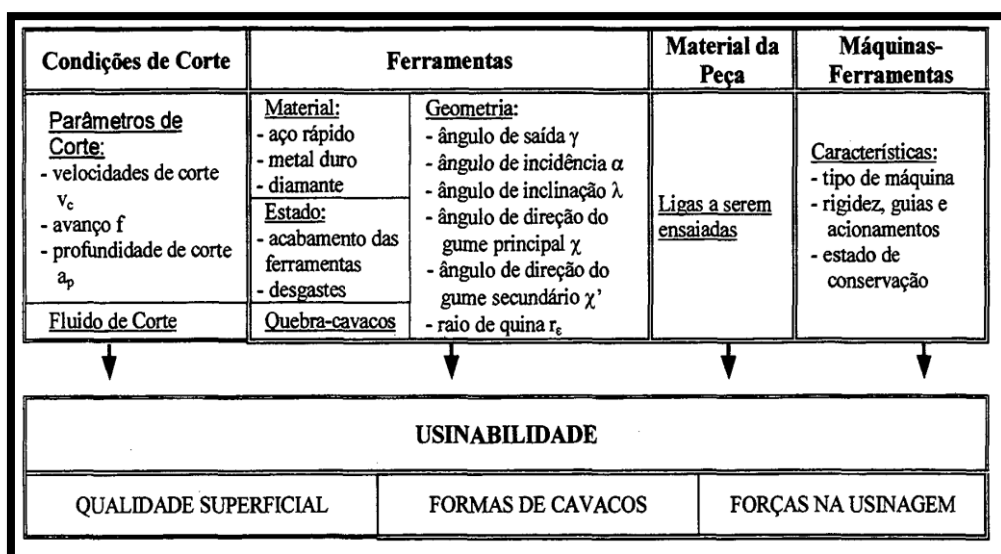 Condições de Corte
Ferramentas
Material da
Peça
Máquinas-
Ferramentas
Parâmetros de
Corte:
- velocidades de corte
v_c
- avanço f
- profundidade de corte
a_p
Fluido de Corte
Material:
- aço rápido
- metal duro
- diamante
Estado:
- acabamento das
ferramentas
- desgastes
Quebra-cavacos
Geometria:
- ângulo de saída γ
- ângulo de incidência α
- ângulo de inclinação λ
- ângulo de direção do
gume principal χ
- ângulo de direção do
gume secundário χ'
- raio de quina r_ε
Ligas a serem
ensaiadas
Características:
- tipo de máquina
- rigidez, guias e
acionamentos
- estado de
conservação
USINABILIDADE
QUALIDADE SUPERFICIAL
FORMAS DE CAVACOS
FORÇAS NA USINAGEM